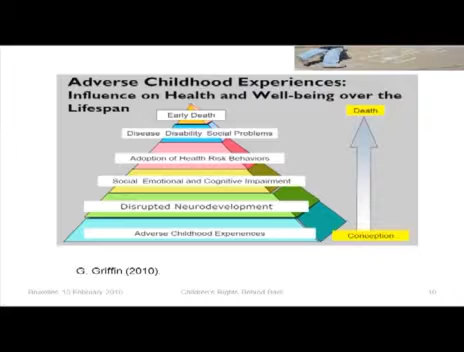 Adverse Childhood Experiences:
Influence on Health and Well-being over the
Lifespan
Death
Early Death
Disease Disability Social Problems
Adoption of Health Risk Behaviors
Social Emotional and Cognitive Impairment
Disrupted Neurodevelopment
Adverse Childhood Experiences
Conception
G. Griffin (2010).
Bruxelles, 15 February 2016 Children's Rights Behind Bars 10